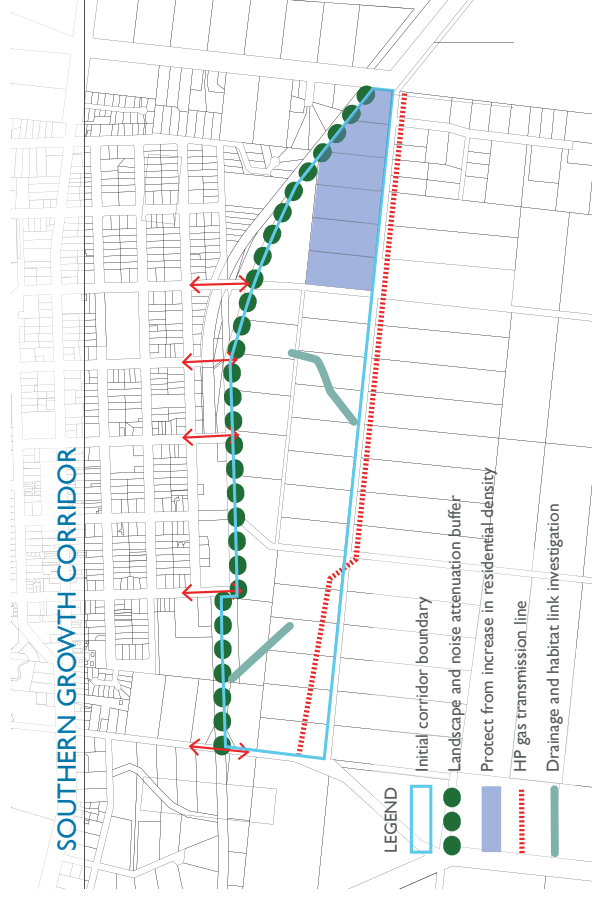 SOUTHERN GROWTH CORRIDOR
LEGEND
Initial corridor boundary
Landscape and noise attenuation buffer
Protect from increase in residential density
HP gas transmission line
Drainage and habitat link investigation